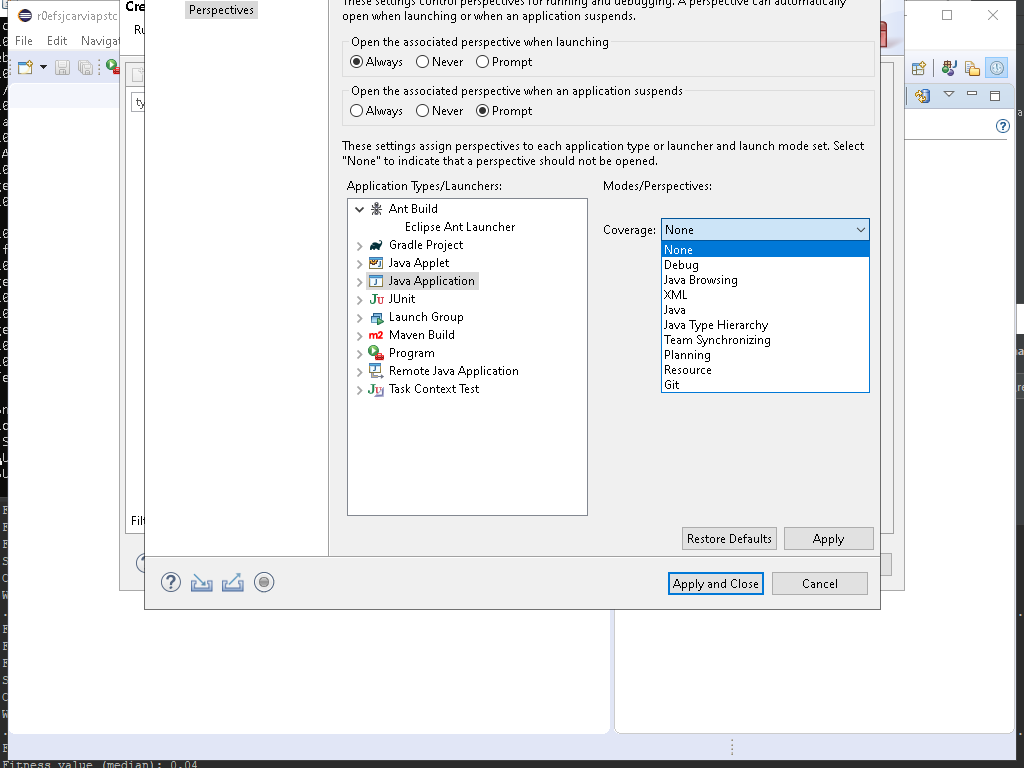 Perspectives
These settings control perspectives for running and debugging. A perspective can automatically
open when launching or when an application suspends.
r0efsjcarviapstc
Cre
File Edit Navigat
Ru
Open the associated perspective when launching
Always Never Prompt
Open the associated perspective when an application suspends
Always Never Prompt
ty
These settings assign perspectives to each application type or launcher and launch mode set. Select
"None" to indicate that a perspective should not be opened.
Application Types/Launchers:
Modes/Perspectives:
Ant Build
Eclipse Ant Launcher
Gradle Project
Java Applet
Java Application
JUnit
Launch Group
Maven Build
Program
Remote Java Application
Task Context Test
Coverage: None
None
Debug
Java Browsing
XML
Java
Java Type Hierarchy
Team Synchronizing
Planning
Resource
Git
Filt
Restore Defaults Apply
Apply and Close Cancel
Fitness value (median): 0.04